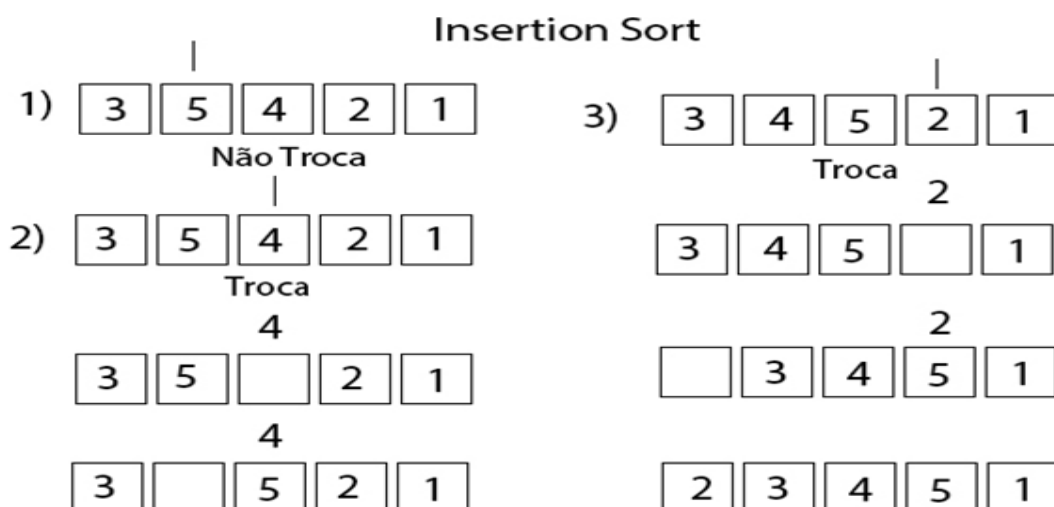 Insertion Sort
1) 3 5 4 2 1
Não Troca
2) 3 5 4 2 1
Troca
4
3 5 2 1
4
3 5 2 1
3) 3 4 5 2 1
Troca
2
3 4 5 1
2
3 4 5 1
2 3 4 5 1